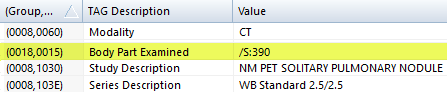 (Group,... TAG Description Value
(0008,0060) Modality CT
(0018,0015) Body Part Examined /S:390
(0008,1030) Study Description NM PET SOLITARY PULMONARY NODULE
(0008,103E) Series Description WB Standard 2.5/2.5